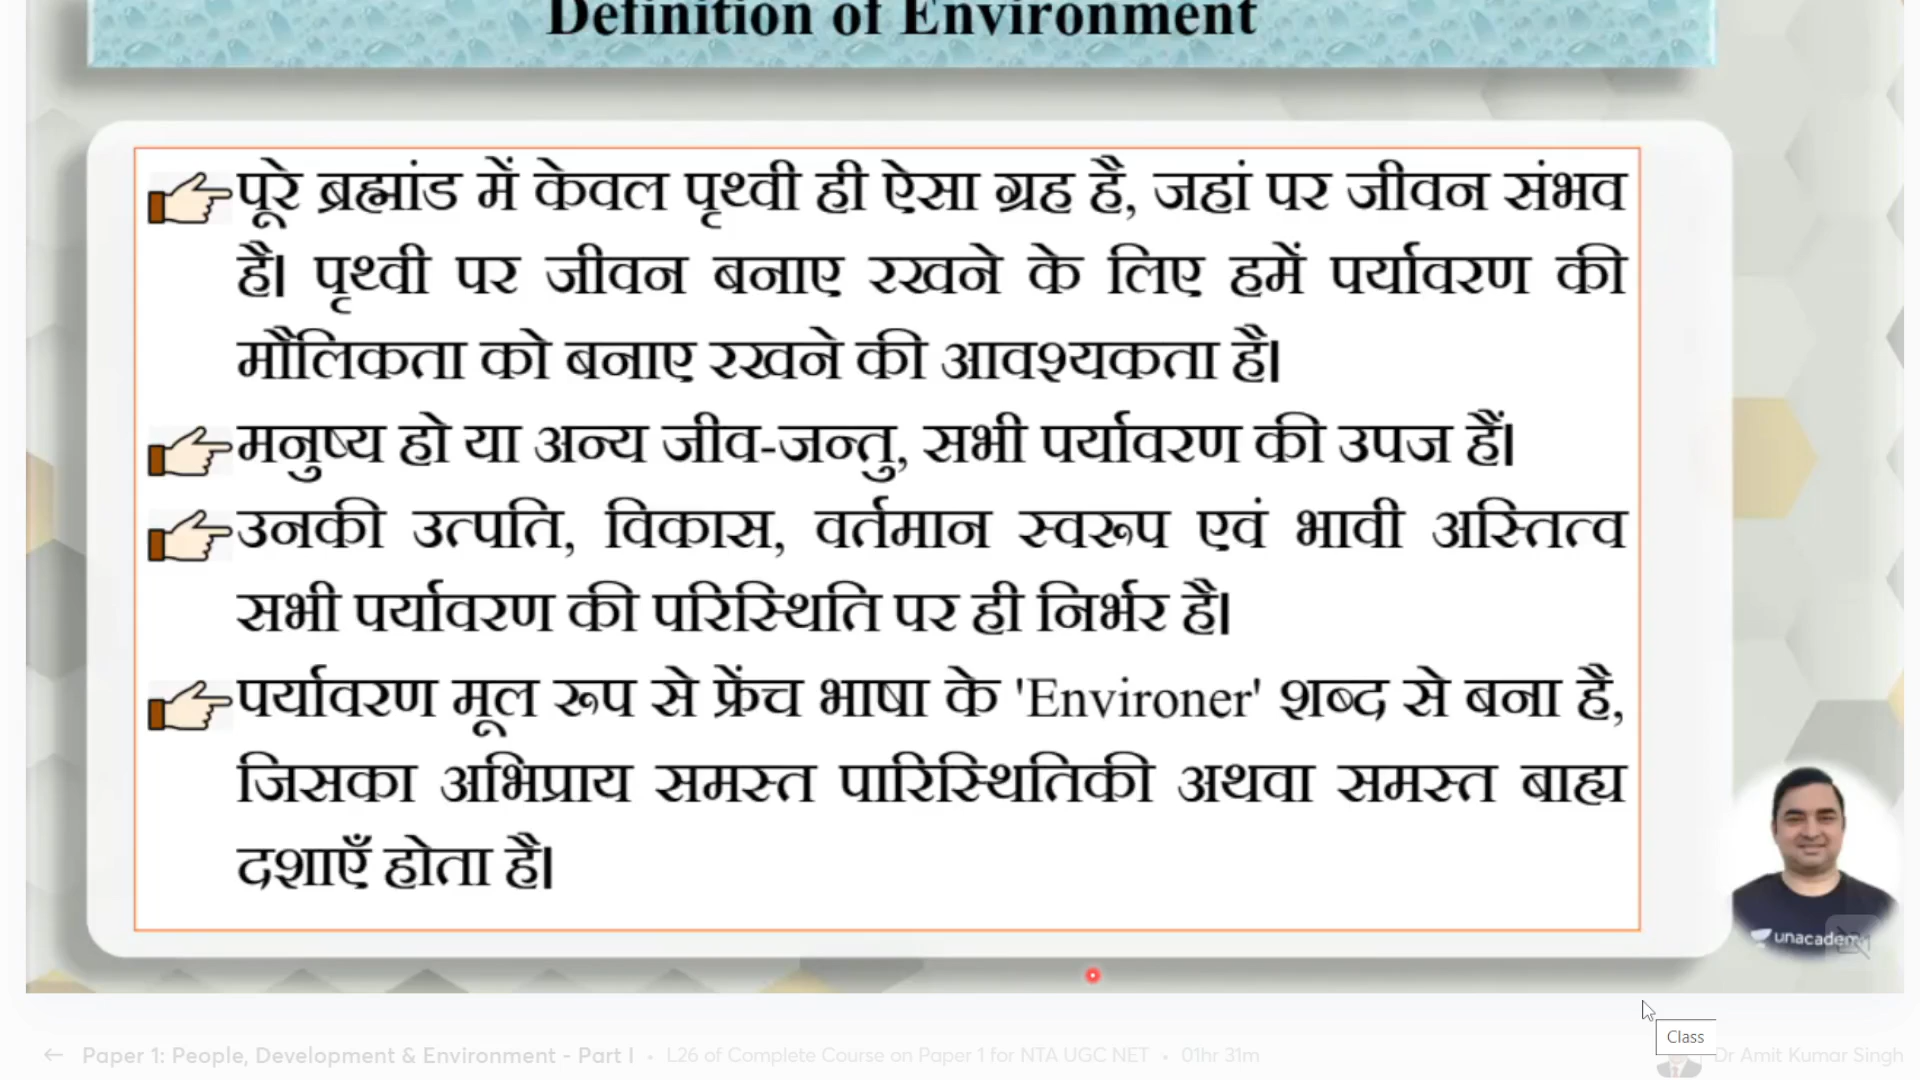 Definition of Environment
पूरे ब्रह्मांड में केवल पृथ्वी ही ऐसा ग्रह है, जहां पर जीवन संभव
है। पृथ्वी पर जीवन बनाए रखने के लिए हमें पर्यावरण की
मौलिकता को बनाए रखने की आवश्यकता है।
मनुष्य हो या अन्य जीव-जन्तु, सभी पर्यावरण की उपज हैं।
उनकी उत्पति, विकास, वर्तमान स्वरूप एवं भावी अस्तित्व
सभी पर्यावरण की परिस्थिति पर ही निर्भर है।
पर्यावरण मूल रूप से फ्रेंच भाषा के 'Environer' शब्द से बना है,
जिसका अभिप्राय समस्त पारिस्थितिकी अथवा समस्त बाह्य
दशाएँ होता है।
unacademy
Class
← Paper 1: People, Development & Environment - Part I • L26 of Complete Course on Paper 1 for NTA UGC NET • 01hr 31m
Dr Amit Kumar Singh